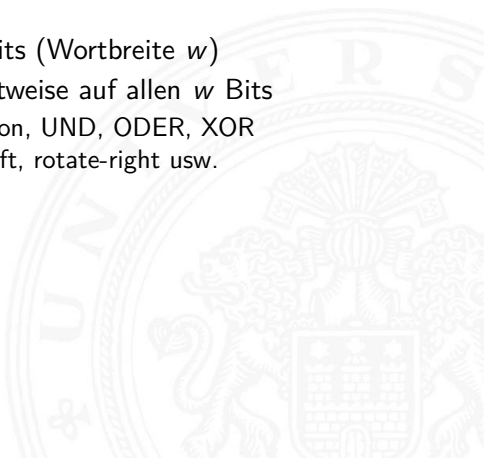 its (Wortbreite w)
tweise auf allen w Bits
on, UND, ODER, XOR
ft, rotate-right usw.
U N I V E R S